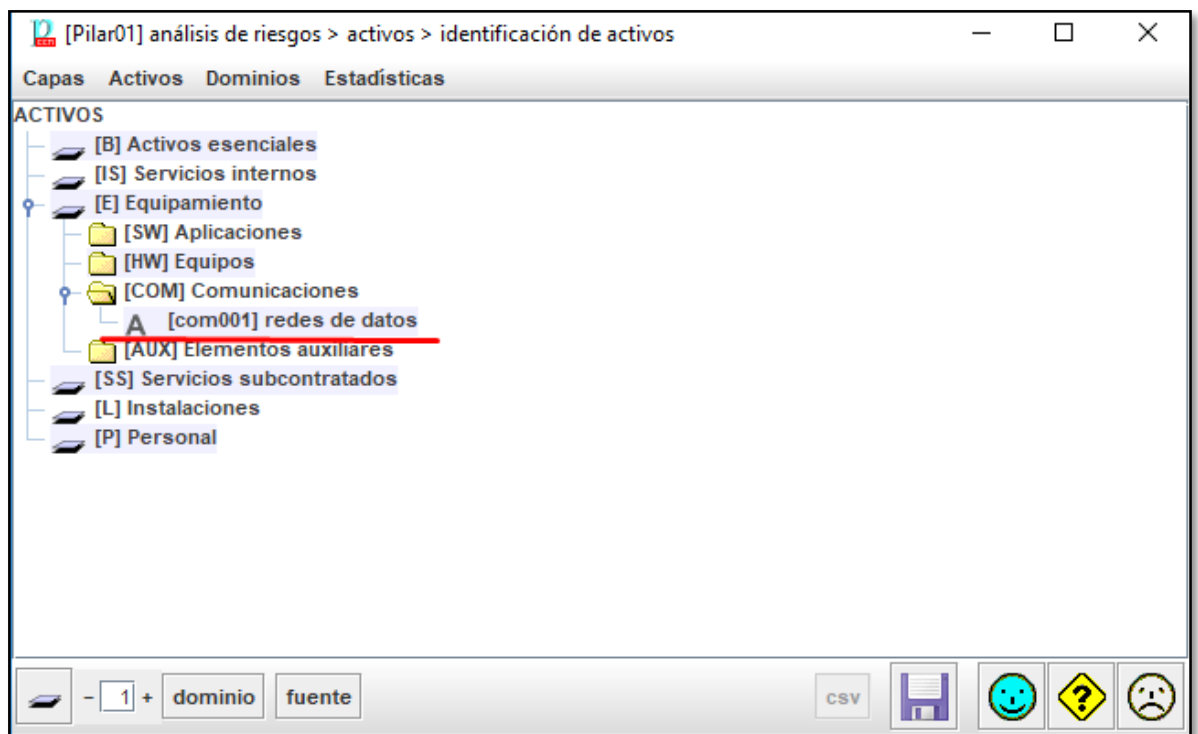 [Pilar01] análisis de riesgos > activos > identificación de activos
Capas Activos Dominios Estadísticas
ACTIVOS
[B] Activos esenciales
[IS] Servicios internos
[E] Equipamiento
[SW] Aplicaciones
[HW] Equipos
[COM] Comunicaciones
A [com001] redes de datos
[AUX] Elementos auxiliares
[SS] Servicios subcontratados
[L] Instalaciones
[P] Personal
- 1 + dominio fuente csv ?